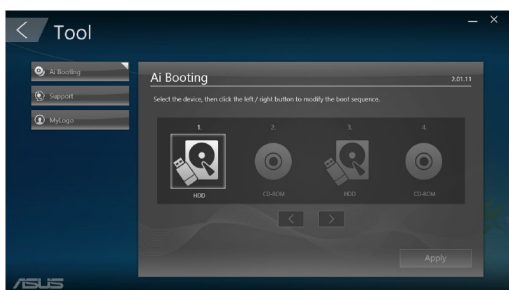 Tool
Ai Booting
Support
MyLogo
Ai Booting
2.01.11
Select the device, then click the left / right button to modify the boot sequence.
1. 2. 3. 4.
HDD CD-ROM HDD CD-ROM
Apply
ASUS